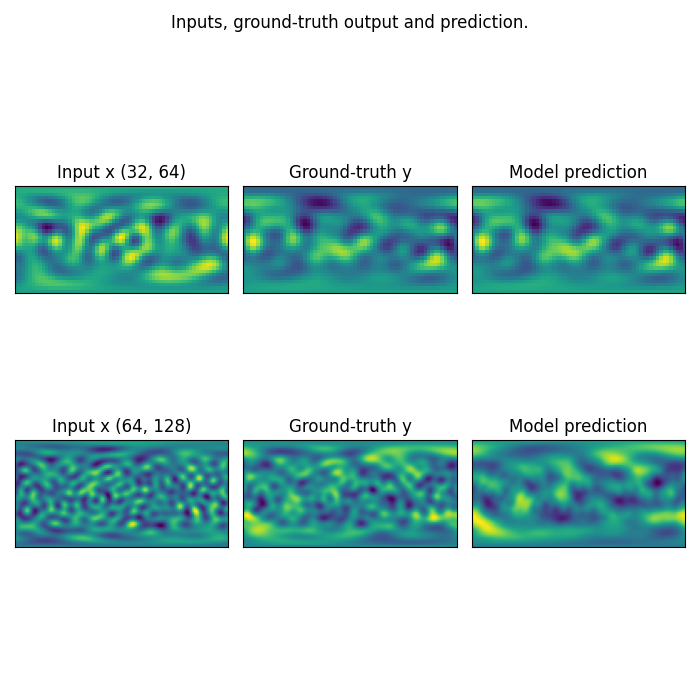 Inputs, ground-truth output and prediction.
Input x (32, 64)
Ground-truth y
Model prediction
Input x (64, 128)
Ground-truth y
Model prediction